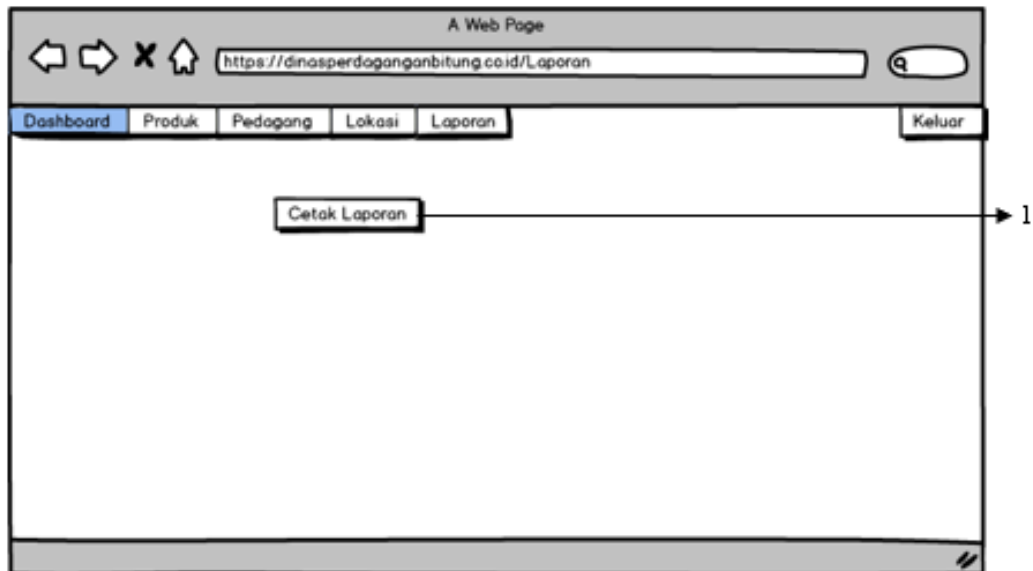 A Web Page
https://dinasperdaganganbitung.co.id/Laporan
Dashboard Produk Pedagang Lokasi Laporan Keluar
Cetak Laporan 1